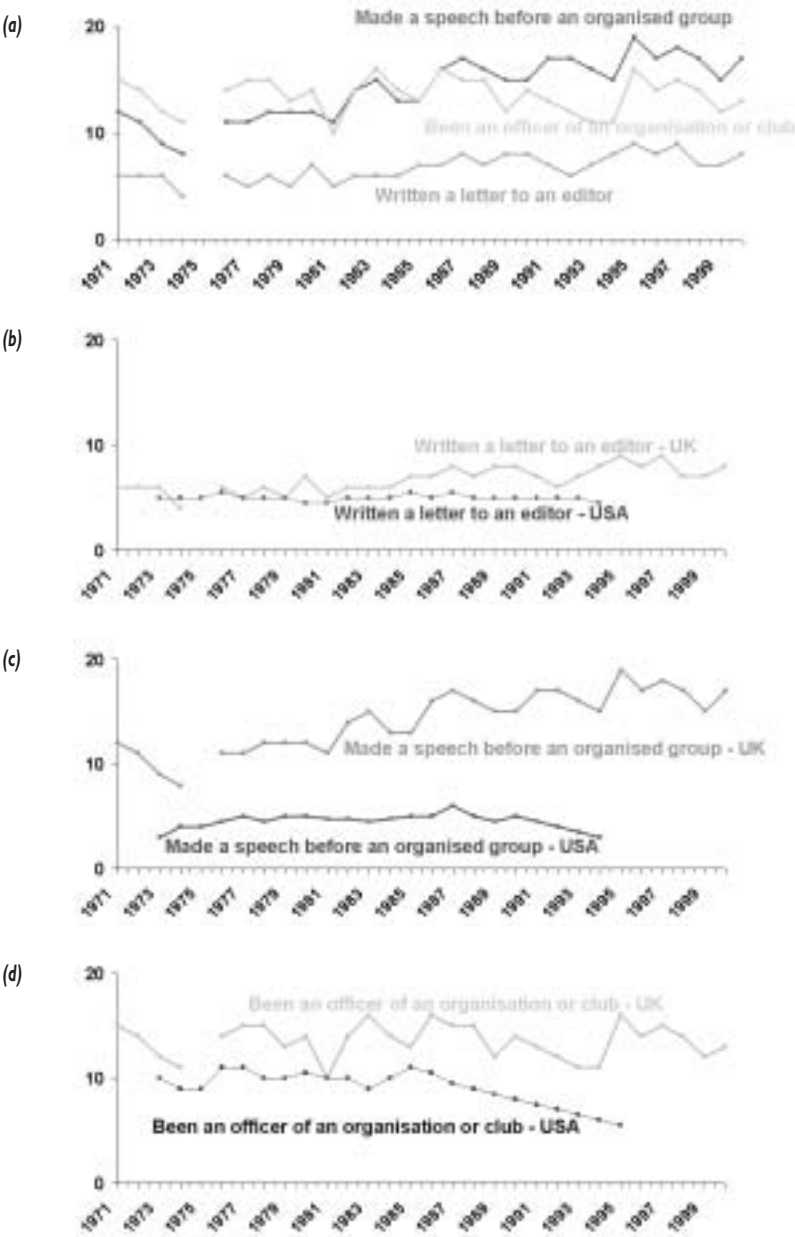 (a)
Made a speech before an organised group
20
Been an officer of an organisation or club
10
Written a letter to an editor
0
1971 1973 1975 1977 1979 1981 1983 1985 1987 1989 1991 1993 1995 1997 1999
(b)
20
Written a letter to an editor - UK
10
Written a letter to an editor - USA
0
1971 1973 1975 1977 1979 1981 1983 1985 1987 1989 1991 1993 1995 1997 1999
(c)
20
Made a speech before an organised group - UK
10
Made a speech before an organised group - USA
0
1971 1973 1975 1977 1979 1981 1983 1985 1987 1989 1991 1993 1995 1997 1999
(d)
20
Been an officer of an organisation or club - UK
10
Been an officer of an organisation or club - USA
0
1971 1973 1975 1977 1979 1981 1983 1985 1987 1989 1991 1993 1995 1997 1999